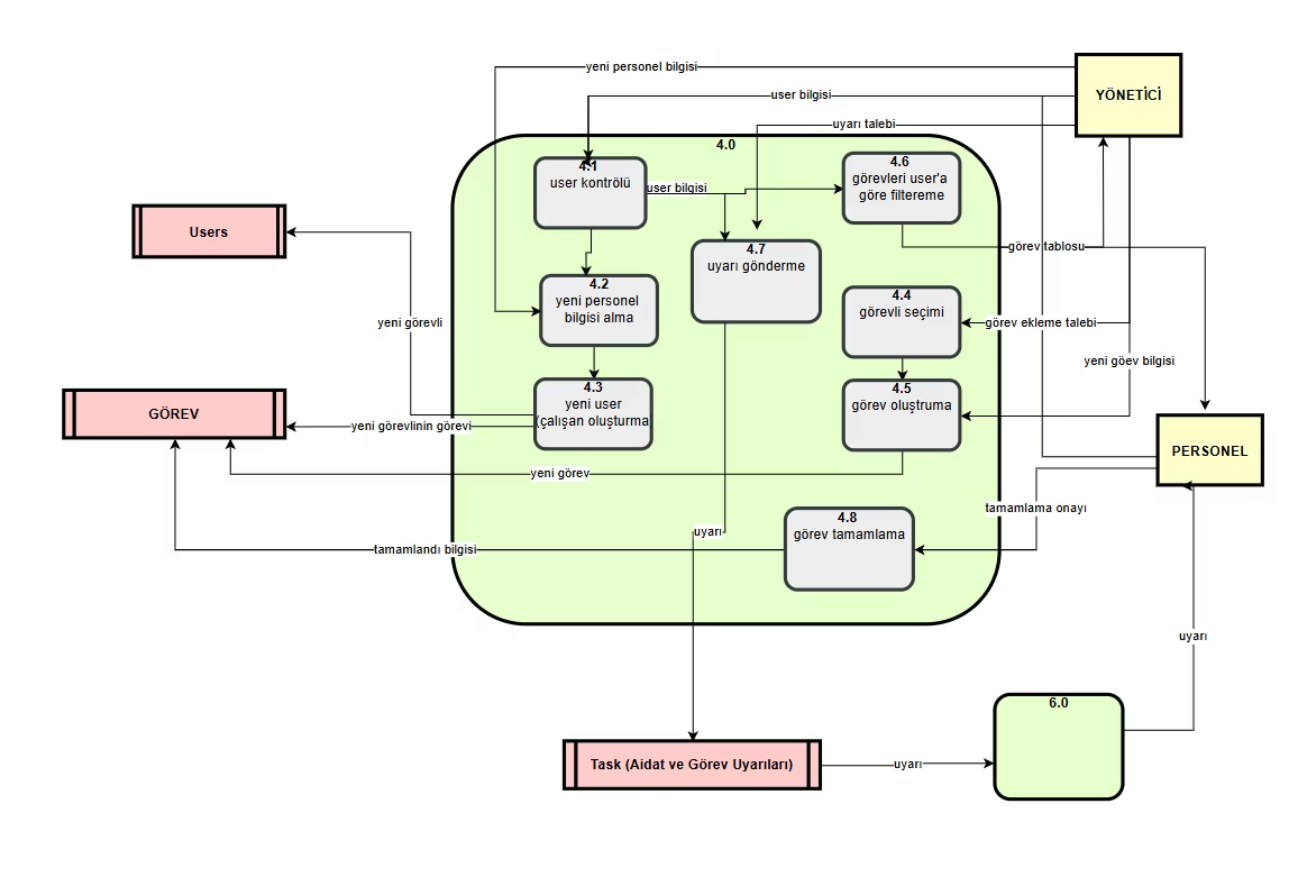 yeni personel bilgisi
YÖNETİCİ
user bilgisi
uyarı talebi
4.0
4.1
user kontrolü
user bilgisi
4.6
görevleri user'a
göre filtereme
Users
4.7
uyarı gönderme
görev tablosu
4.2
yeni personel
bilgisi alma
4.4
görevli seçimi
yeni görevli
görev ekleme talebi
yeni göev bilgisi
4.3
yeni user
(çalışan oluşturma
4.5
görev oluştruma
GÖREV
yeni görevlinin görevi
PERSONEL
yeni görev
tamamlama onayı
4.8
görev tamamlama
uyarı
tamamlandı bilgisi
uyarı
6.0
Task (Aidat ve Görev Uyarıları)
uyarı